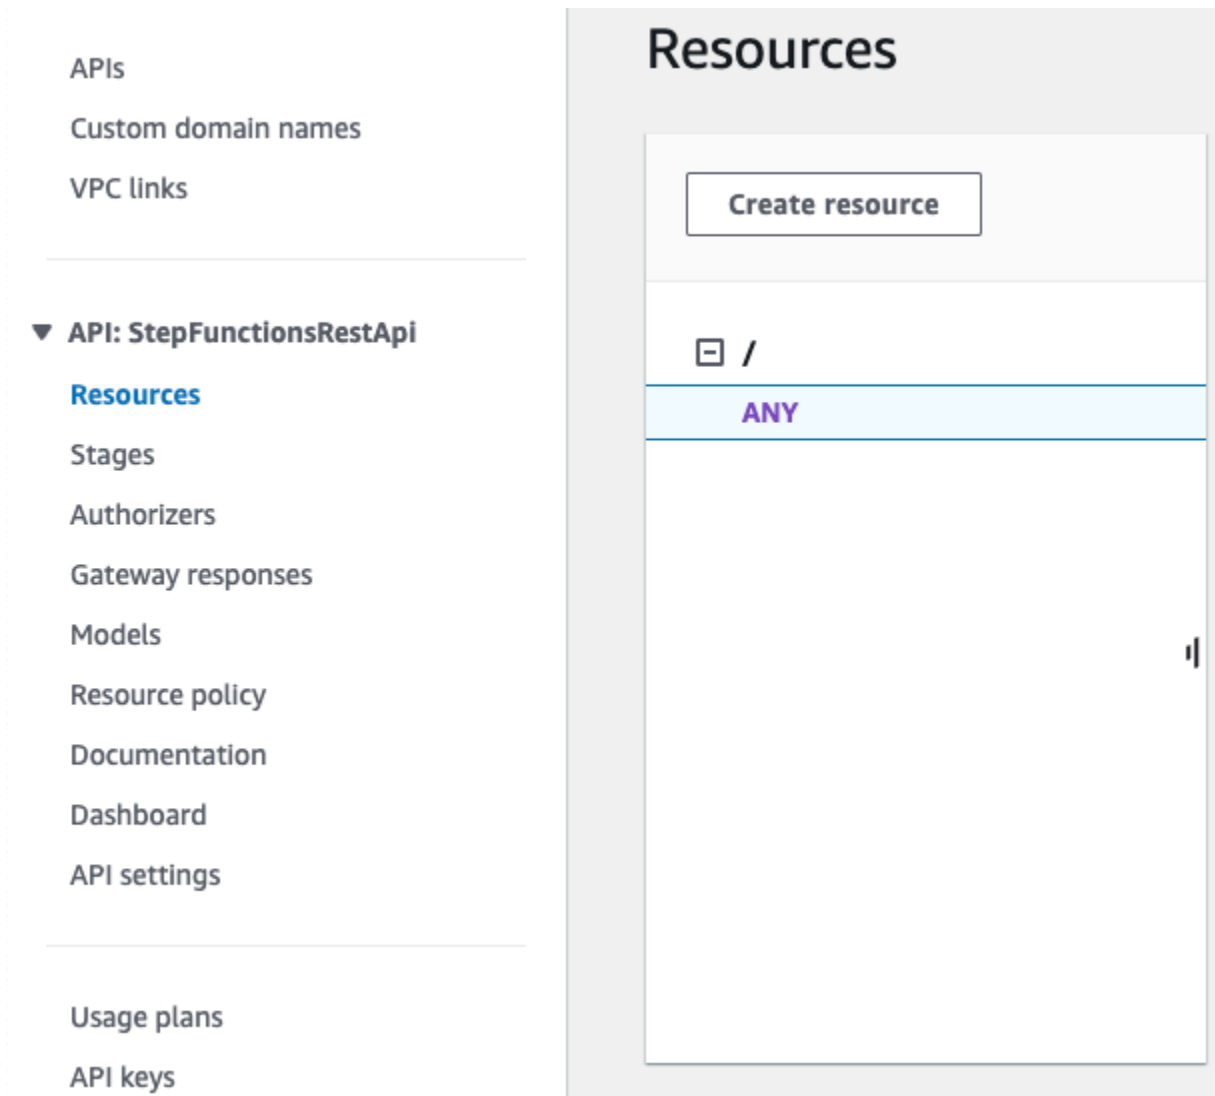 APIs
Custom domain names
VPC links
API: StepFunctionsRestApi
Resources
Stages
Authorizers
Gateway responses
Models
Resource policy
Documentation
Dashboard
API settings
Usage plans
API keys
Resources
Create resource
/
ANY